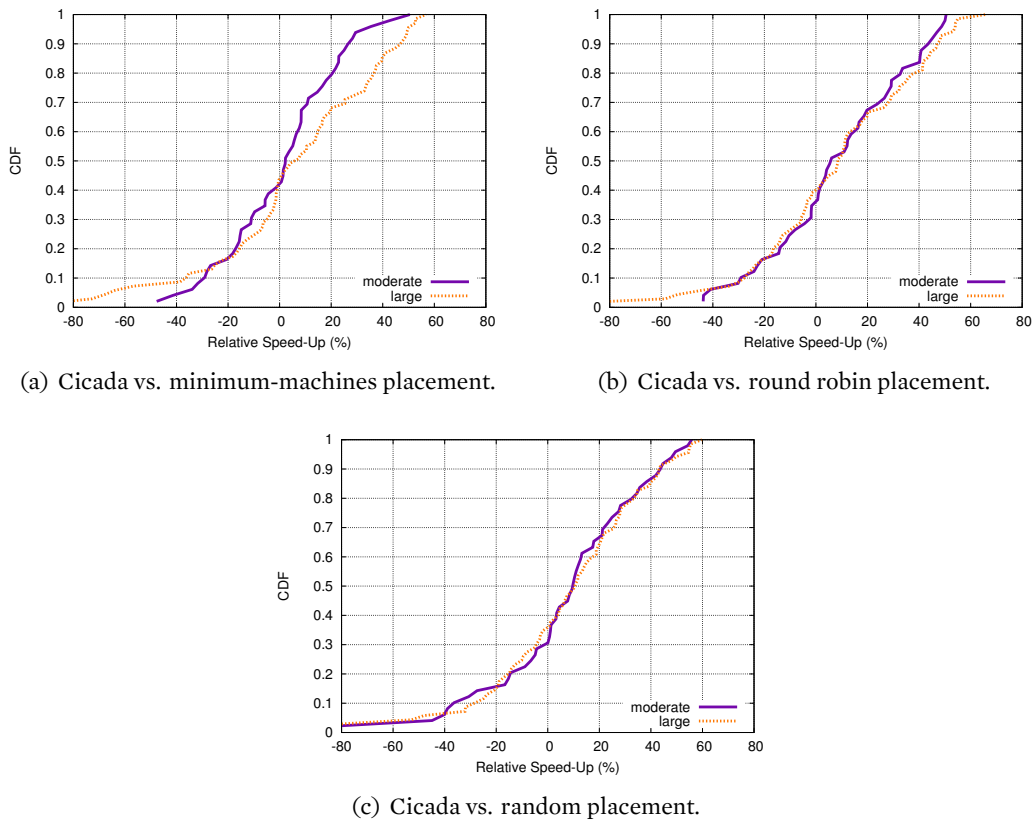 1
0.9
0.8
0.7
0.6
0.5
0.4
0.3
0.2
0.1
0
CDF
-80 -60 -40 -20 0 20 40 60 80
Relative Speed-Up (%)
moderate
large
(a) Cicada vs. minimum-machines placement.
1
0.9
0.8
0.7
0.6
0.5
0.4
0.3
0.2
0.1
0
CDF
-80 -60 -40 -20 0 20 40 60 80
Relative Speed-Up (%)
moderate
large
(b) Cicada vs. round robin placement.
1
0.9
0.8
0.7
0.6
0.5
0.4
0.3
0.2
0.1
0
CDF
-80 -60 -40 -20 0 20 40 60 80
Relative Speed-Up (%)
moderate
large
(c) Cicada vs. random placement.